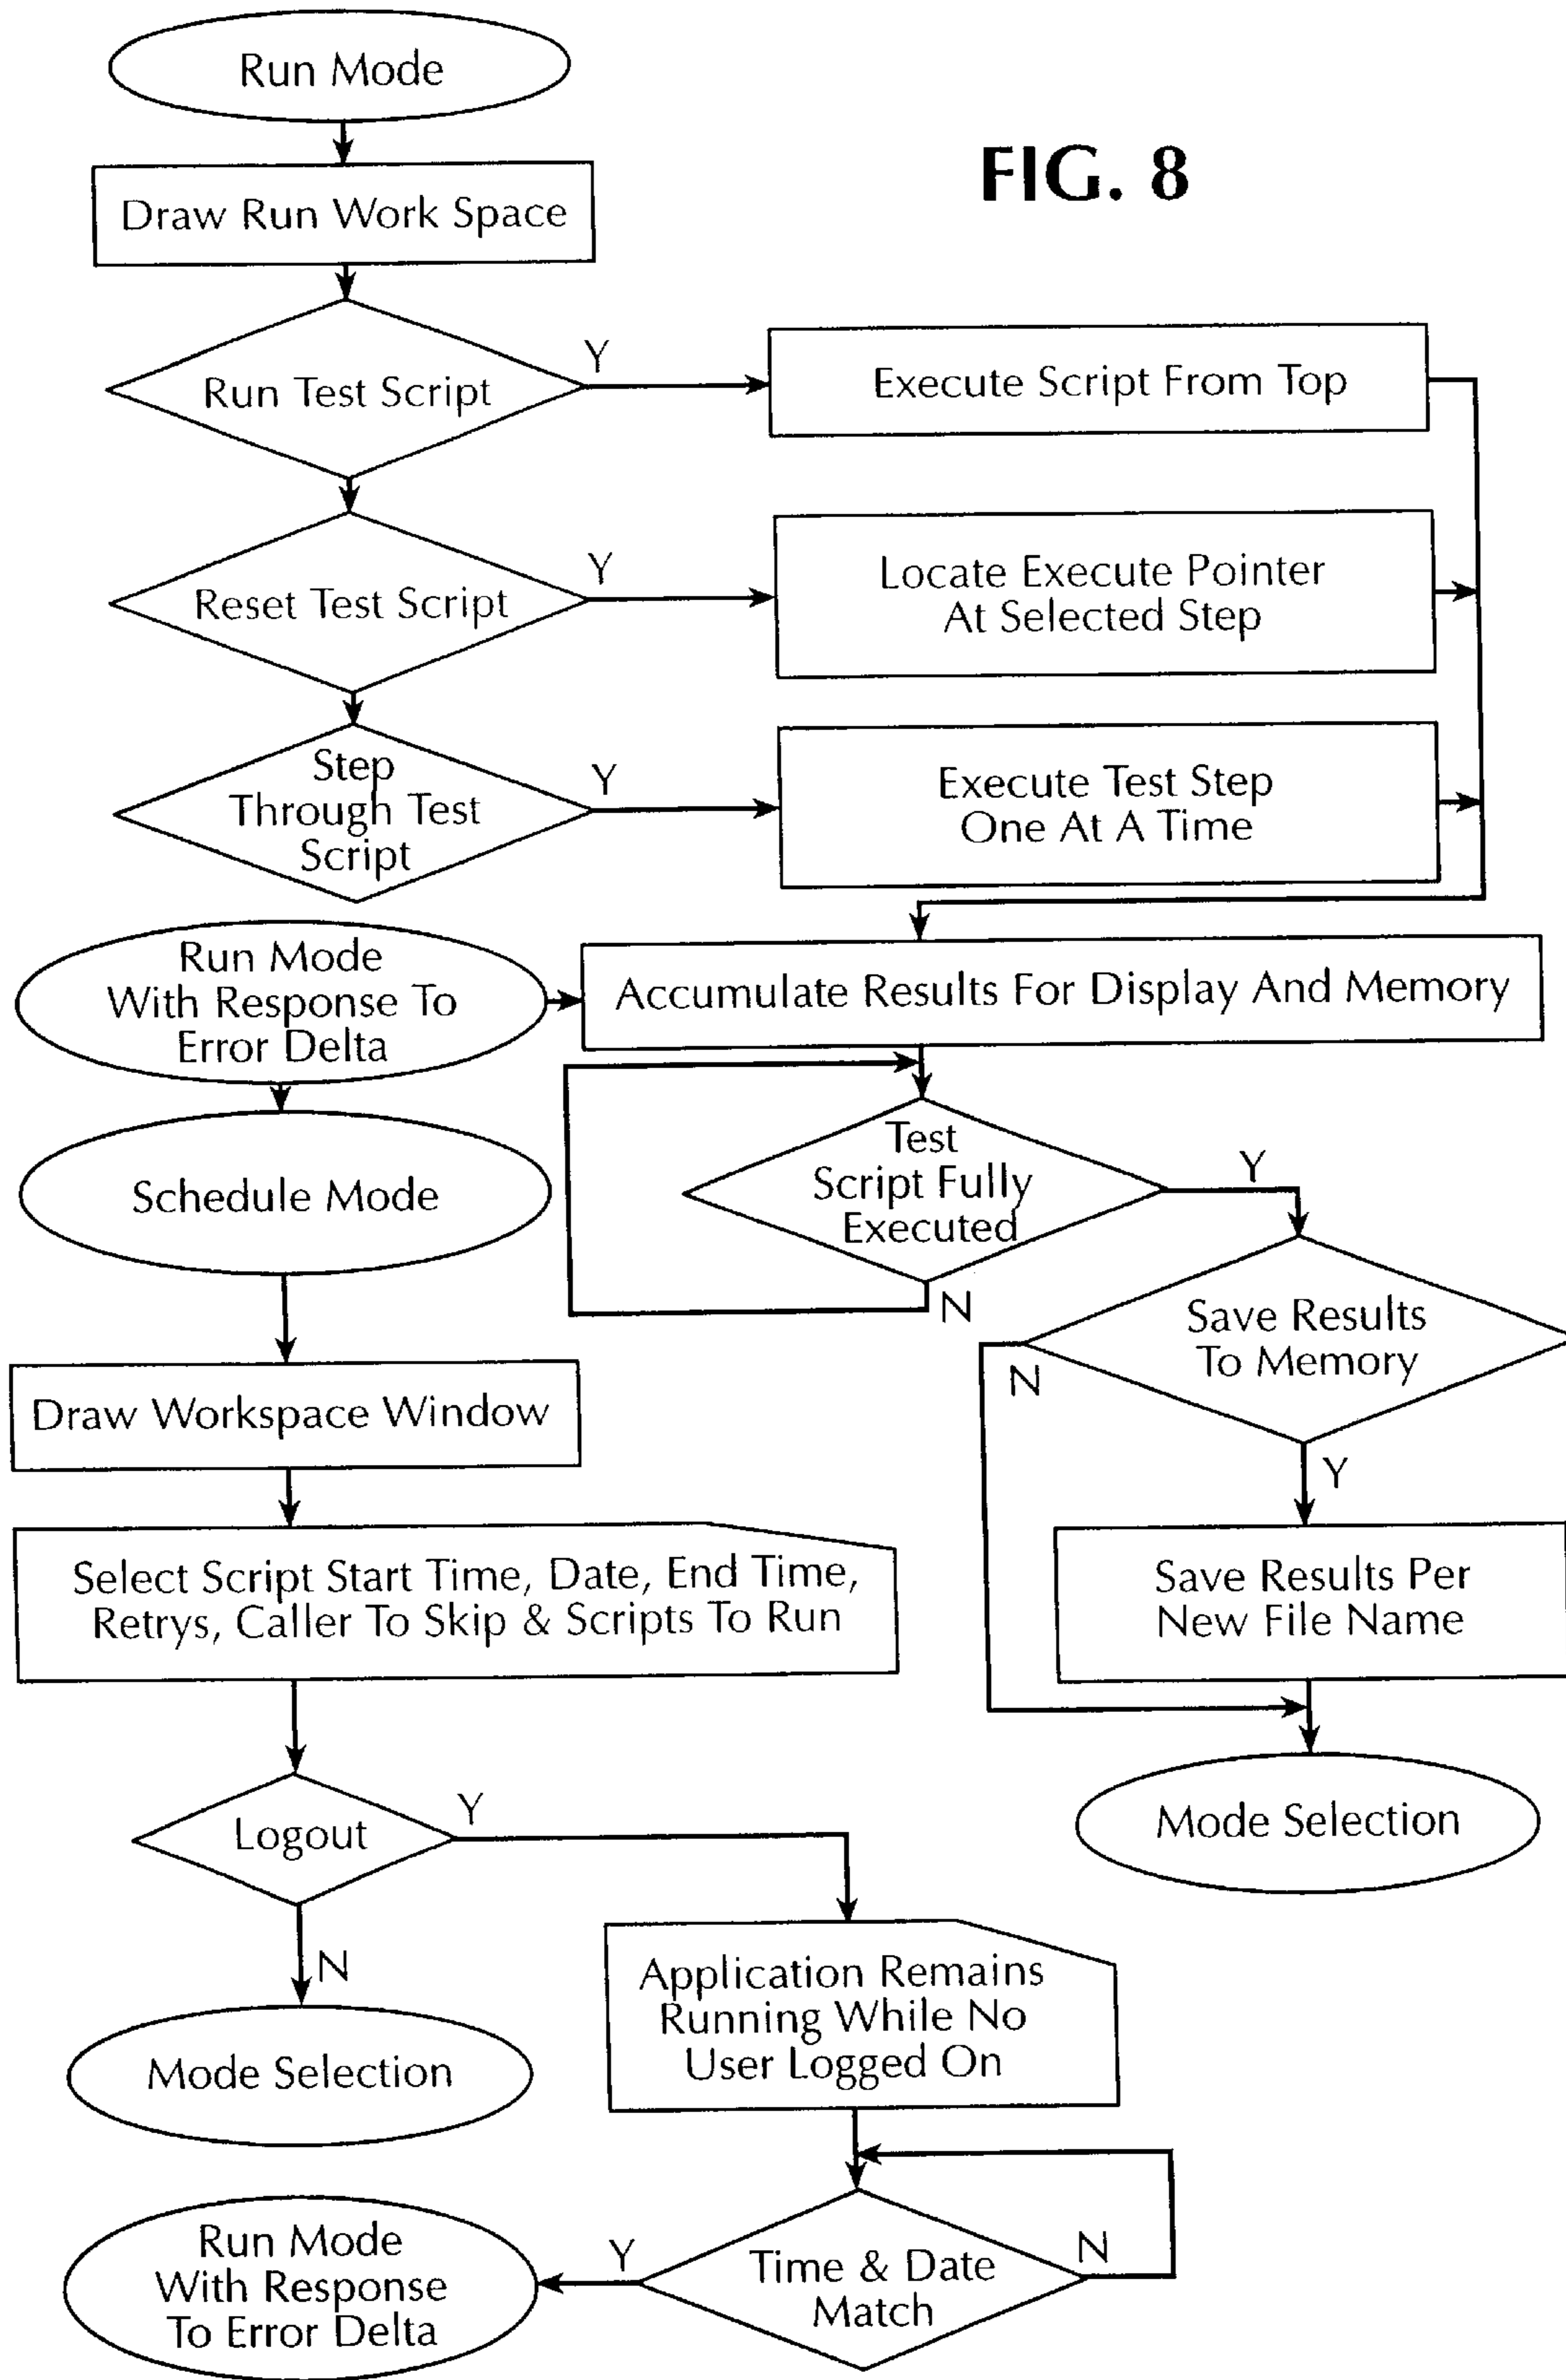 Run Mode
FIG. 8
Draw Run Work Space
Run Test Script
Y
Execute Script From Top
Reset Test Script
Y
Locate Execute Pointer
At Selected Step
Step
Through Test
Script
Y
Execute Test Step
One At A Time
Run Mode
With Response To
Error Delta
Accumulate Results For Display And Memory
Test
Script Fully
Executed
Y
N
Schedule Mode
Save Results
To Memory
N
Y
Draw Workspace Window
Select Script Start Time, Date, End Time,
Retrys, Caller To Skip & Scripts To Run
Save Results Per
New File Name
Mode Selection
Logout
Y
N
Mode Selection
Application Remains
Running While No
User Logged On
Time & Date
Match
N
Y
Run Mode
With Response
To Error Delta